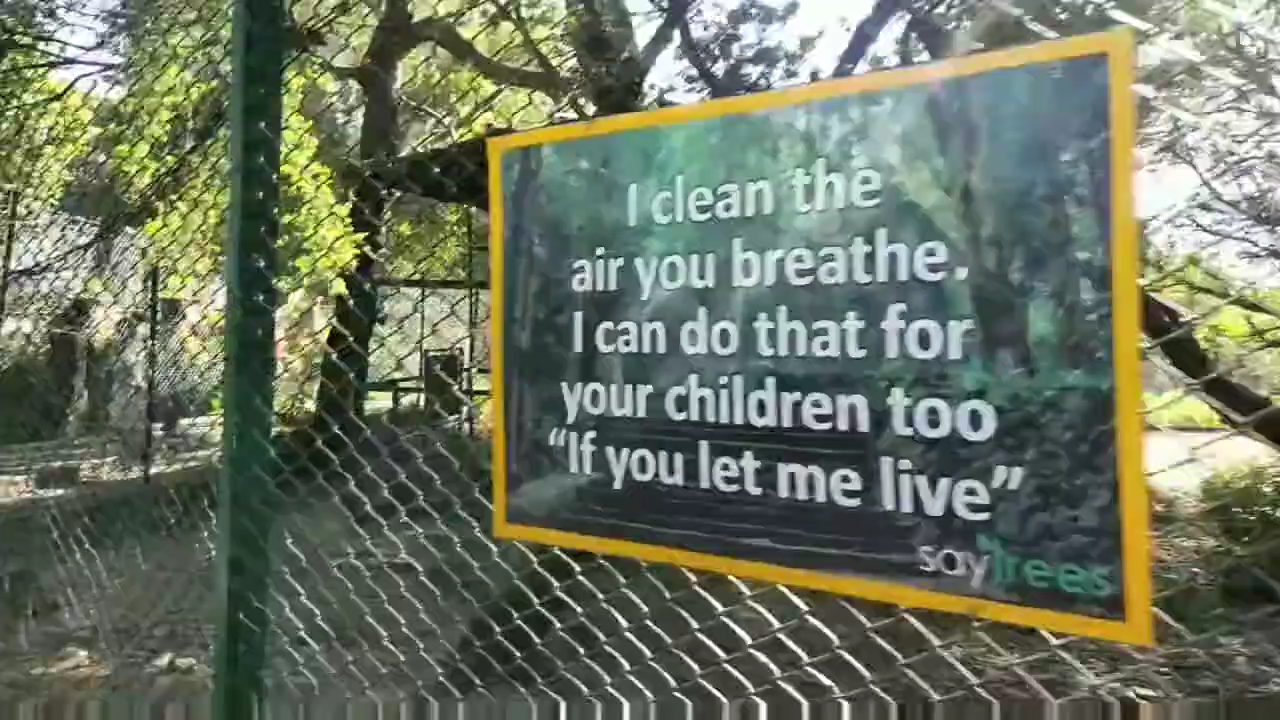 I clean the
air you breathe.
I can do that for
your children too
“If you let me live”
sayTrees